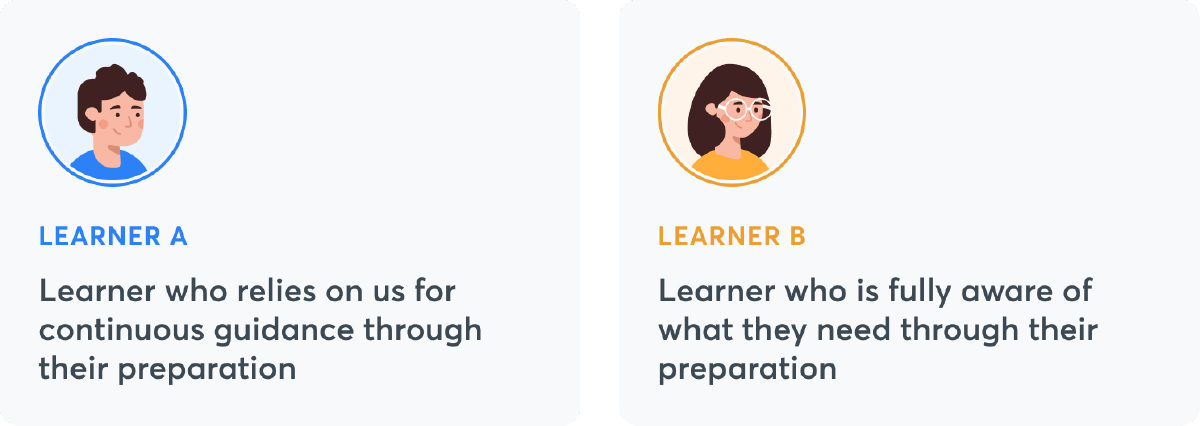 LEARNER A
Learner who relies on us for
continuous guidance through
their preparation
LEARNER B
Learner who is fully aware of
what they need through their
preparation